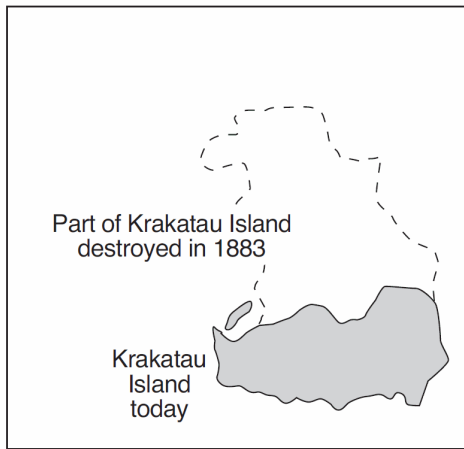 Part of Krakatau Island
destroyed in 1883
Krakatau
Island
today